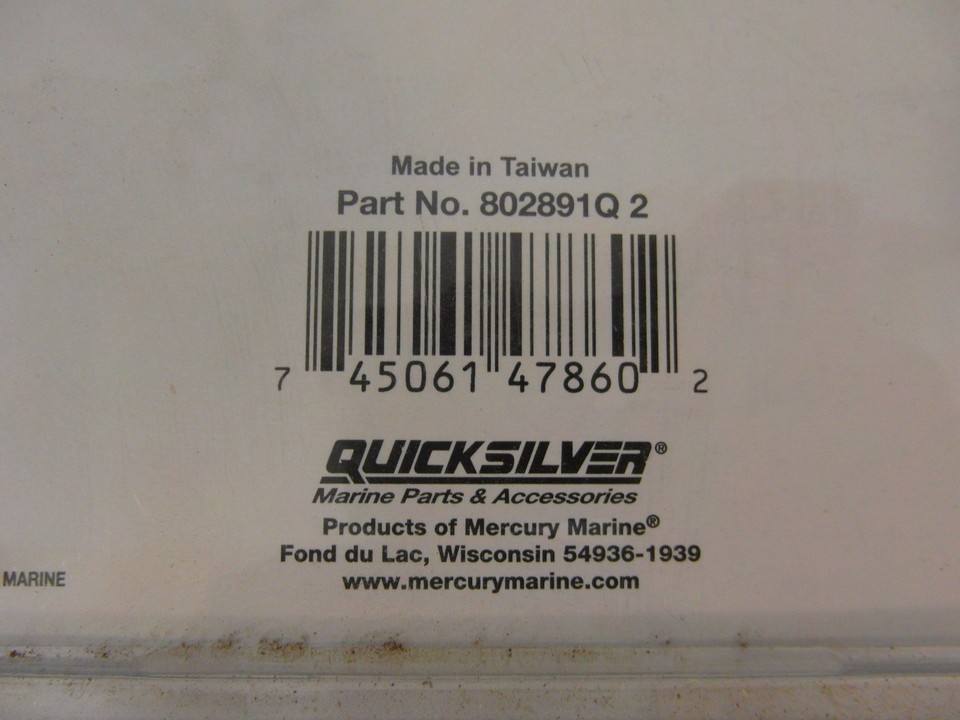 Made in Taiwan
Part No. 802891Q 2
7 45061 47860 2
QUICKSILVER®
Marine Parts & Accessories
Products of Mercury Marine®
Fond du Lac, Wisconsin 54936-1939
www.mercurymarine.com
MARINE